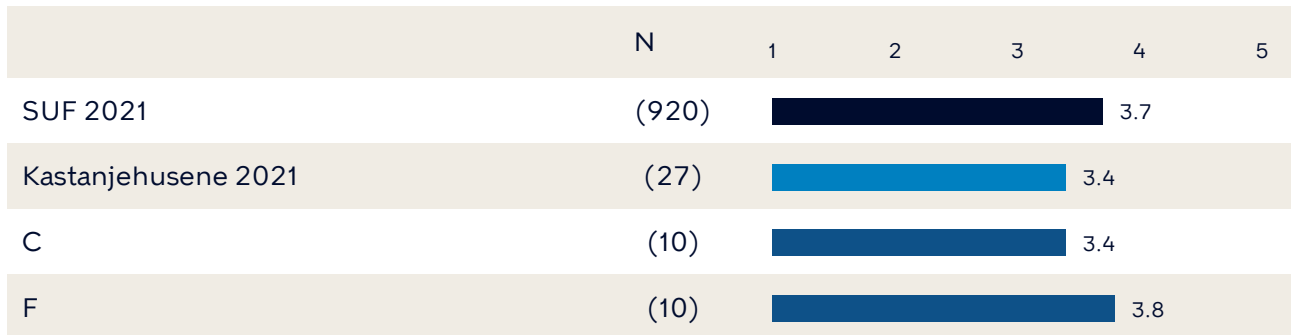 N 1 2 3 4 5
SUF 2021 (920) 3.7
Kastanjehusene 2021 (27) 3.4
C (10) 3.4
F (10) 3.8